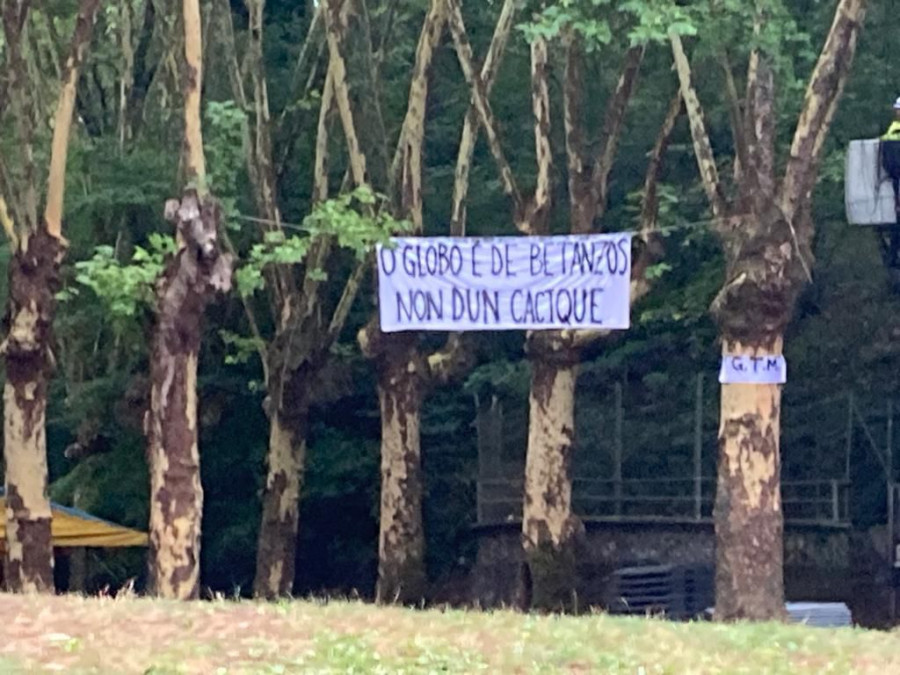 O GLOBO É DE BETANZOS
NON DUN CACIQUE
G.T.M.